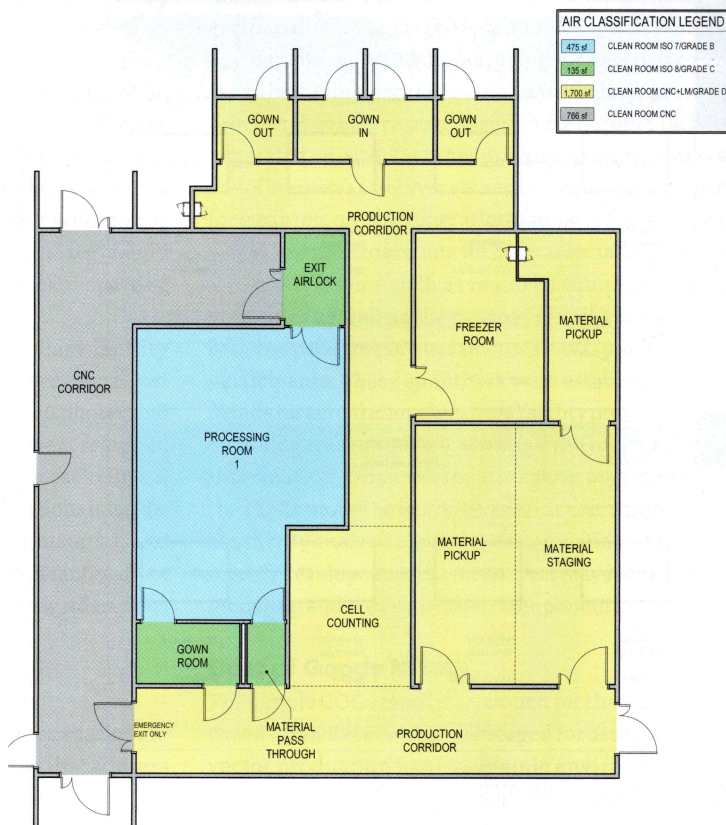 AIR CLASSIFICATION LEGEND
475 sf CLEAN ROOM ISO 7/GRADE B
135 sf CLEAN ROOM ISO 8/GRADE C
1,700 sf CLEAN ROOM CNC+LM/GRADE D
766 sf CLEAN ROOM CNC
GOWN
OUT
GOWN
IN
GOWN
OUT
PRODUCTION
CORRIDOR
EXIT
AIRLOCK
FREEZER
ROOM
MATERIAL
PICKUP
CNC
CORRIDOR
PROCESSING
ROOM
1
MATERIAL
PICKUP
MATERIAL
STAGING
CELL
COUNTING
GOWN
ROOM
EMERGENCY
EXIT ONLY
MATERIAL
PASS
THROUGH
PRODUCTION
CORRIDOR